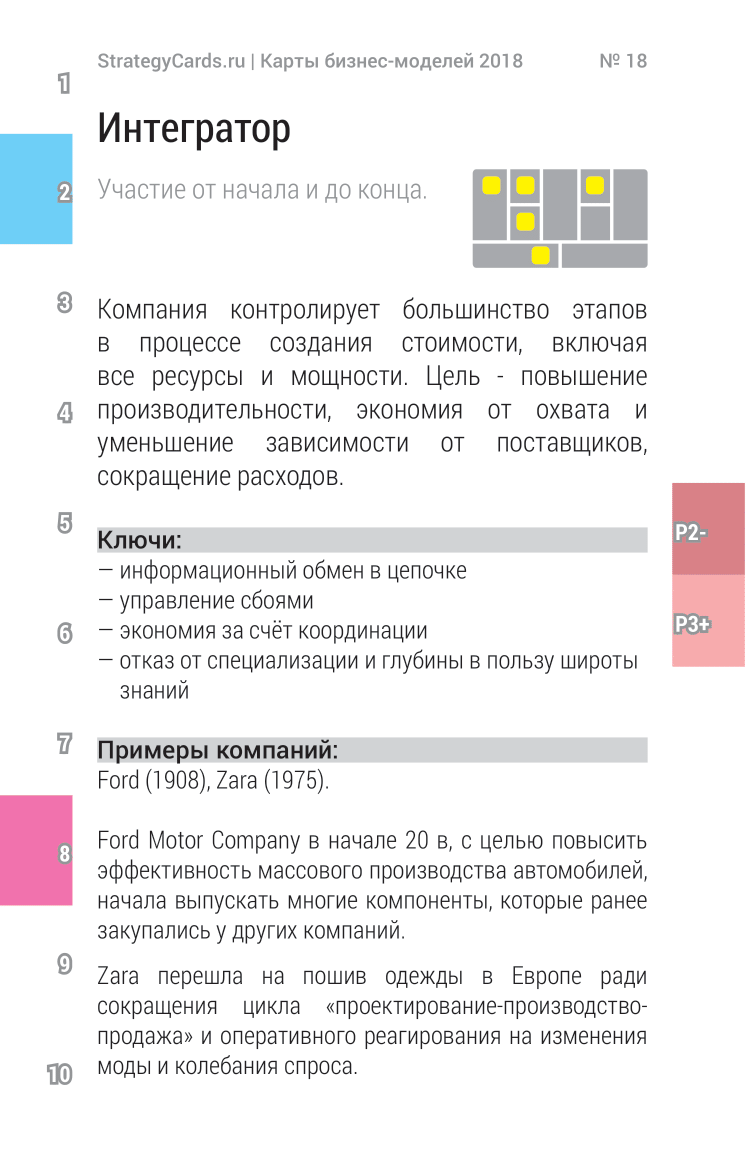 StrategyCards.ru | Карты бизнес-моделей 2018 № 18
1
Интегратор
2
Участие от начала и до конца.
3
Компания контролирует большинство этапов
в процессе создания стоимости, включая
все ресурсы и мощности. Цель - повышение
4
производительности, экономия от охвата и
уменьшение зависимости от поставщиков,
сокращение расходов.
5
P2-
Ключи:
— информационный обмен в цепочке
— управление сбоями
P3+
6
— экономия за счёт координации
— отказ от специализации и глубины в пользу широты
знаний
7
Примеры компаний:
Ford (1908), Zara (1975).
8
Ford Motor Company в начале 20 в, с целью повысить
эффективность массового производства автомобилей,
начала выпускать многие компоненты, которые ранее
закупались у других компаний.
9
Zara перешла на пошив одежды в Европе ради
сокращения цикла «проектирование-производство-
продажа» и оперативного реагирования на изменения
моды и колебания спроса.
10